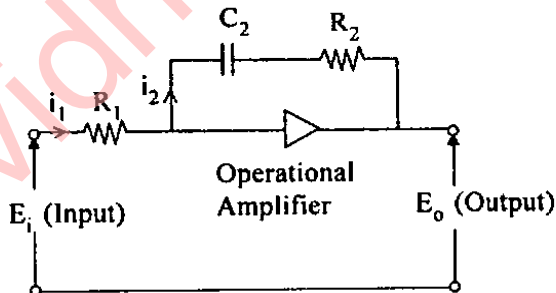 C₂
R₂
i₁
R₁
i₂
Operational
Amplifier
Eᵢ (Input)
Eₒ (Output)